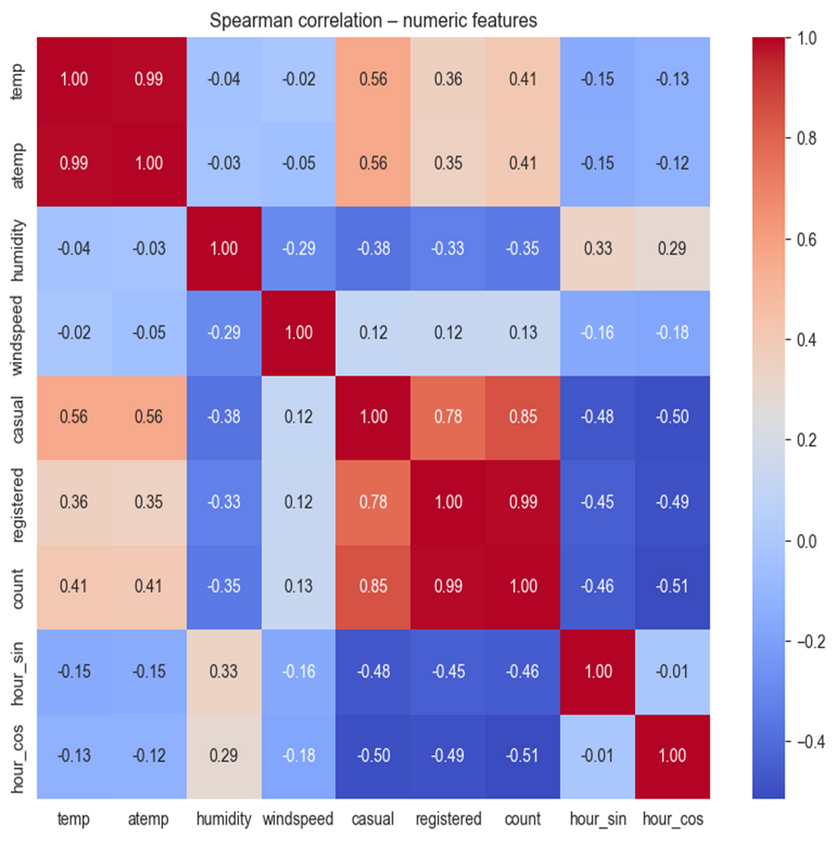 Spearman correlation – numeric features
temp 1.00 0.99 -0.04 -0.02 0.56 0.36 0.41 -0.15 -0.13
atemp 0.99 1.00 -0.03 -0.05 0.56 0.35 0.41 -0.15 -0.12
humidity -0.04 -0.03 1.00 -0.29 -0.38 -0.33 -0.35 0.33 0.29
windspeed -0.02 -0.05 -0.29 1.00 0.12 0.12 0.13 -0.16 -0.18
casual 0.56 0.56 -0.38 0.12 1.00 0.78 0.85 -0.48 -0.50
registered 0.36 0.35 -0.33 0.12 0.78 1.00 0.99 -0.45 -0.49
count 0.41 0.41 -0.35 0.13 0.85 0.99 1.00 -0.46 -0.51
hour_sin -0.15 -0.15 0.33 -0.16 -0.48 -0.45 -0.46 1.00 -0.01
hour_cos -0.13 -0.12 0.29 -0.18 -0.50 -0.49 -0.51 -0.01 1.00
temp atemp humidity windspeed casual registered count hour_sin hour_cos
1.0
0.8
0.6
0.4
0.2
0.0
−0.2
−0.4